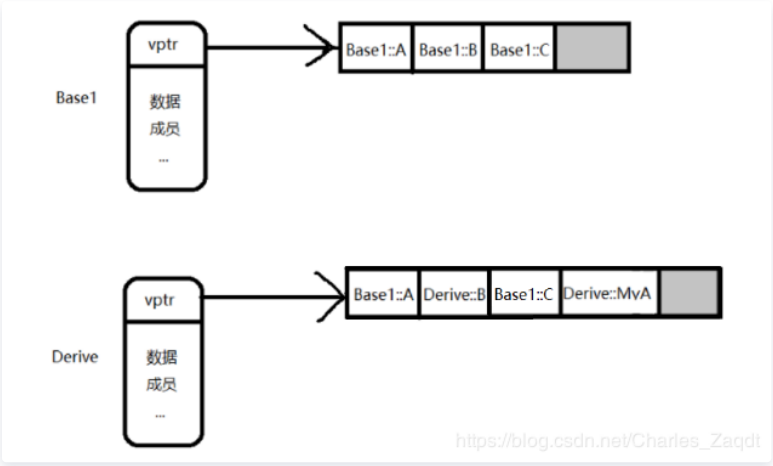 vptr
Base1::A Base1::B Base1::C
Base1
数据
成员
...
vptr
Base1::A Derive::B Base1::C Derive::MyA
Derive
数据
成员
...
https://blog.csdn.net/Charles_Zaqdt